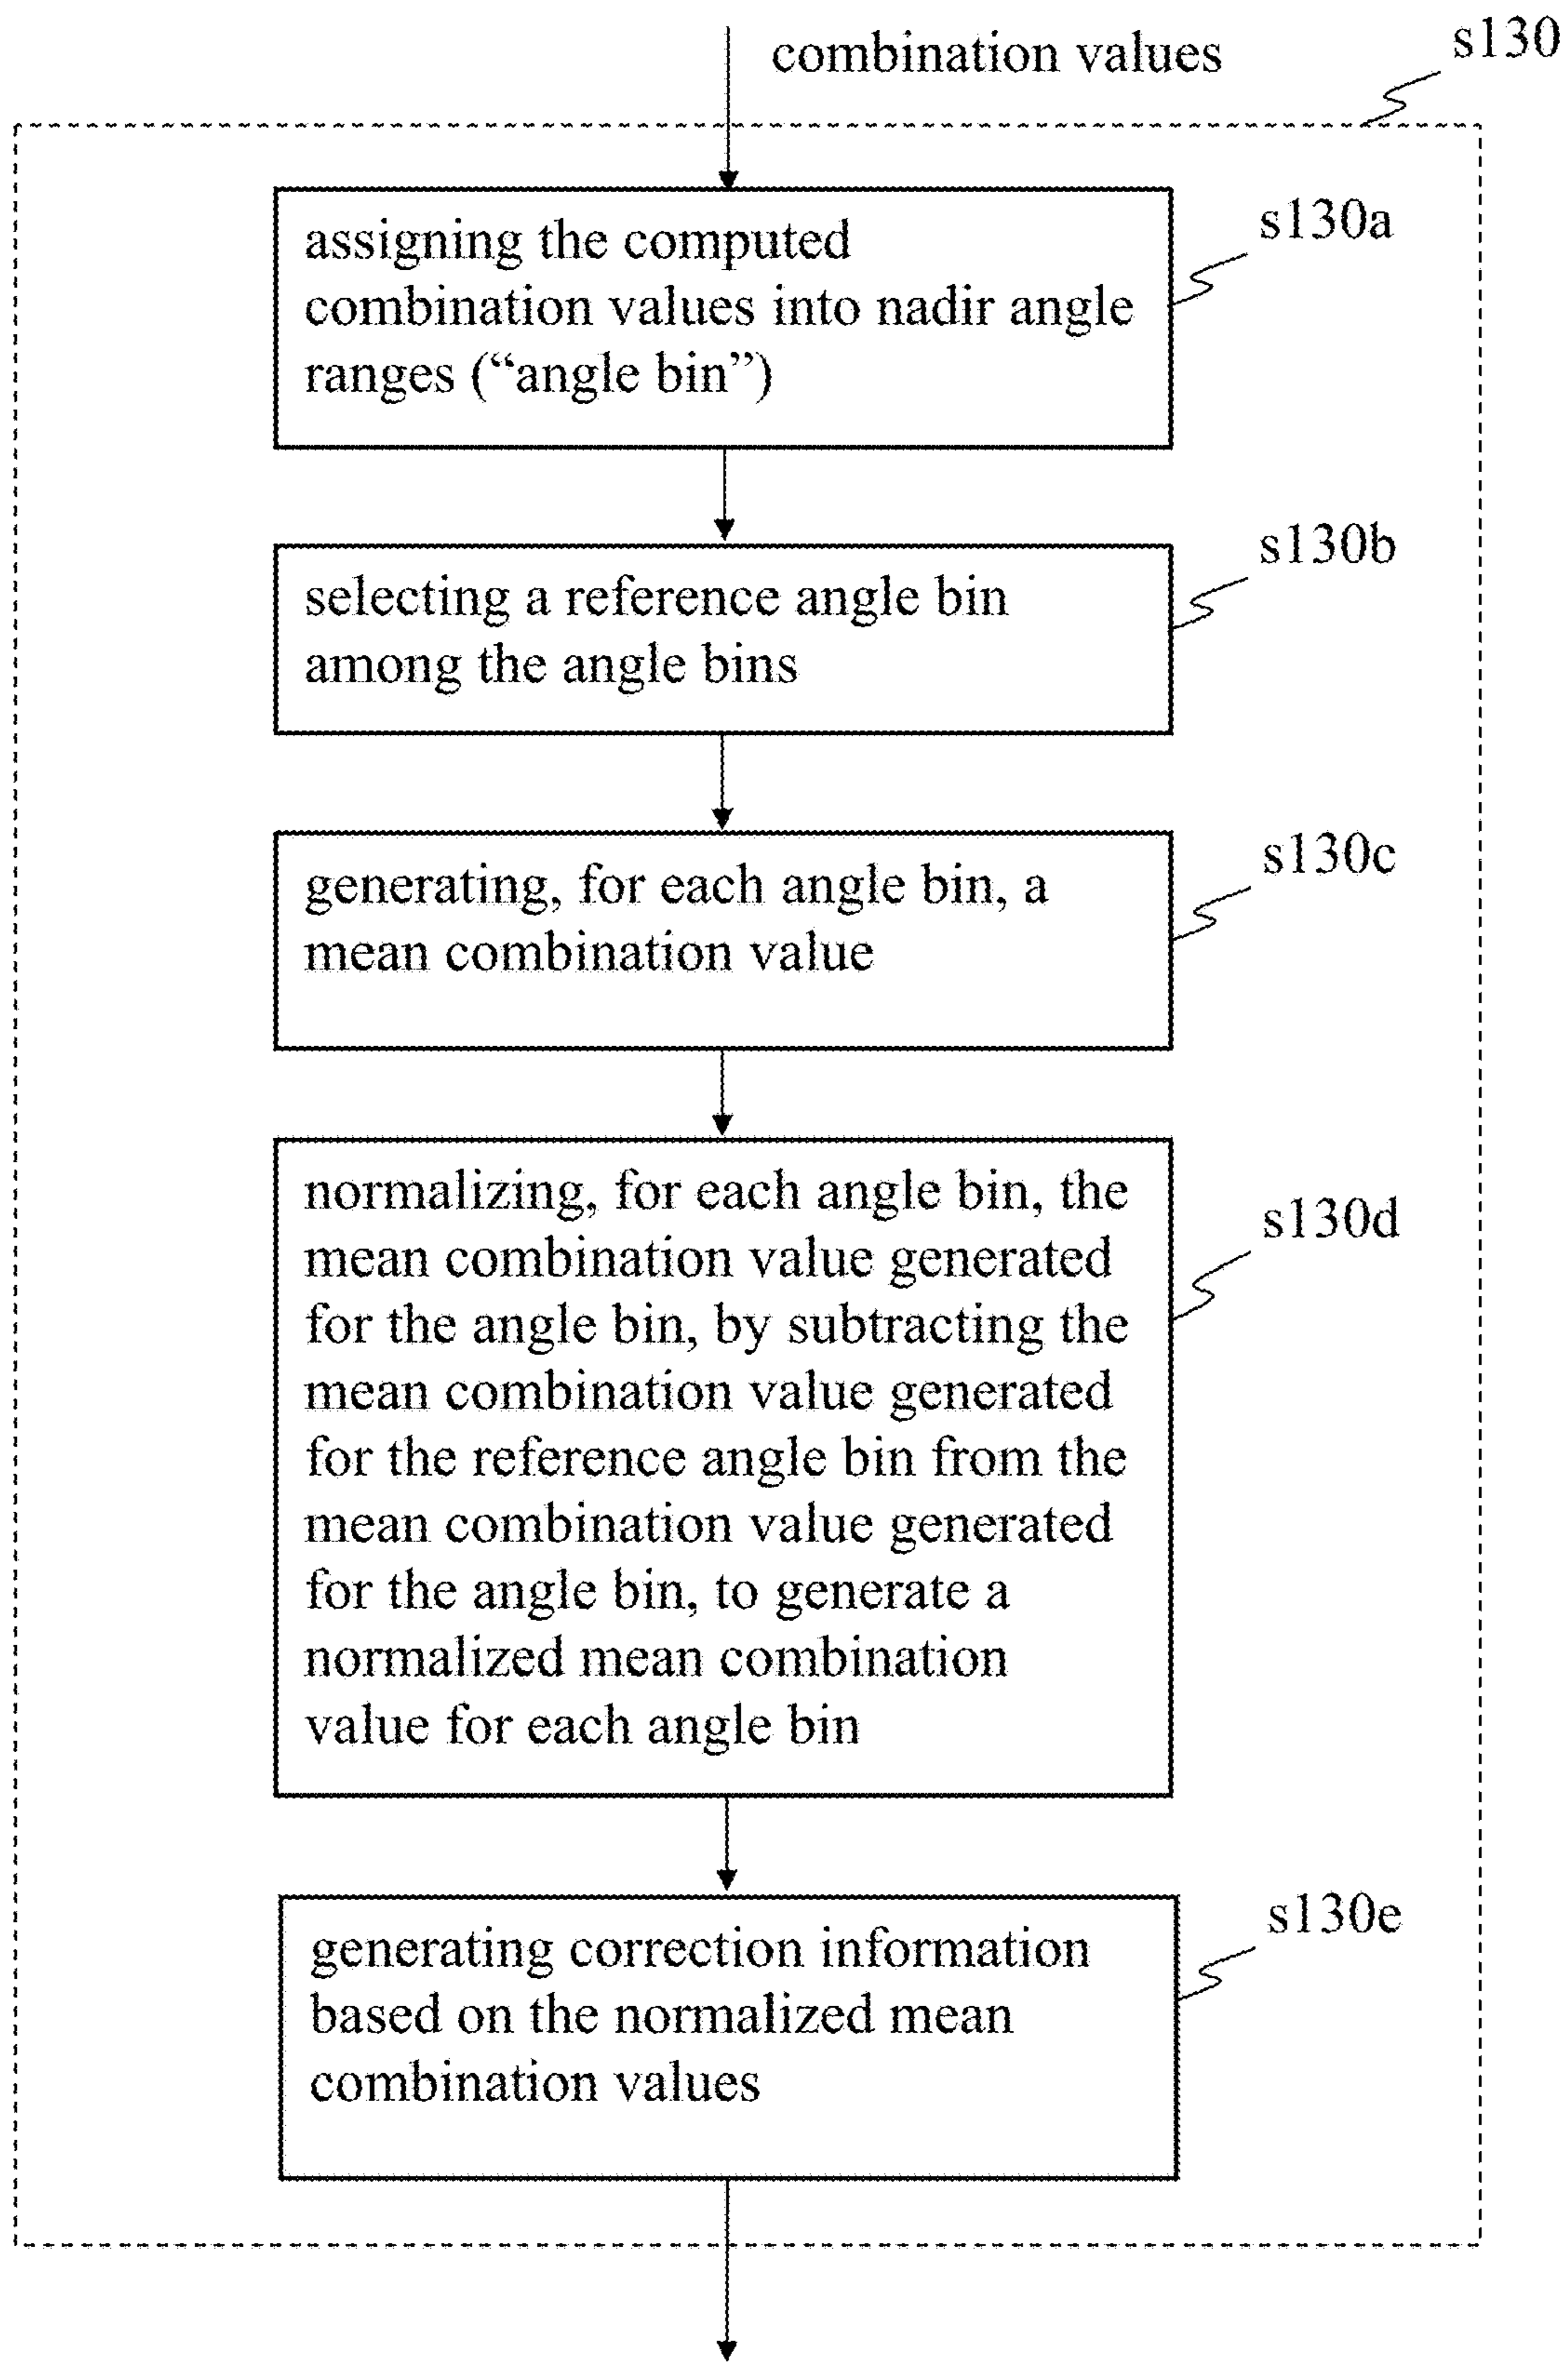 combination values
s130
assigning the computed
combination values into nadir angle
ranges (“angle bin”)
s130a
selecting a reference angle bin
among the angle bins
s130b
generating, for each angle bin, a
mean combination value
s130c
normalizing, for each angle bin, the
mean combination value generated
for the angle bin, by subtracting the
mean combination value generated
for the reference angle bin from the
mean combination value generated
for the angle bin, to generate a
normalized mean combination
value for each angle bin
s130d
generating correction information
based on the normalized mean
combination values
s130e